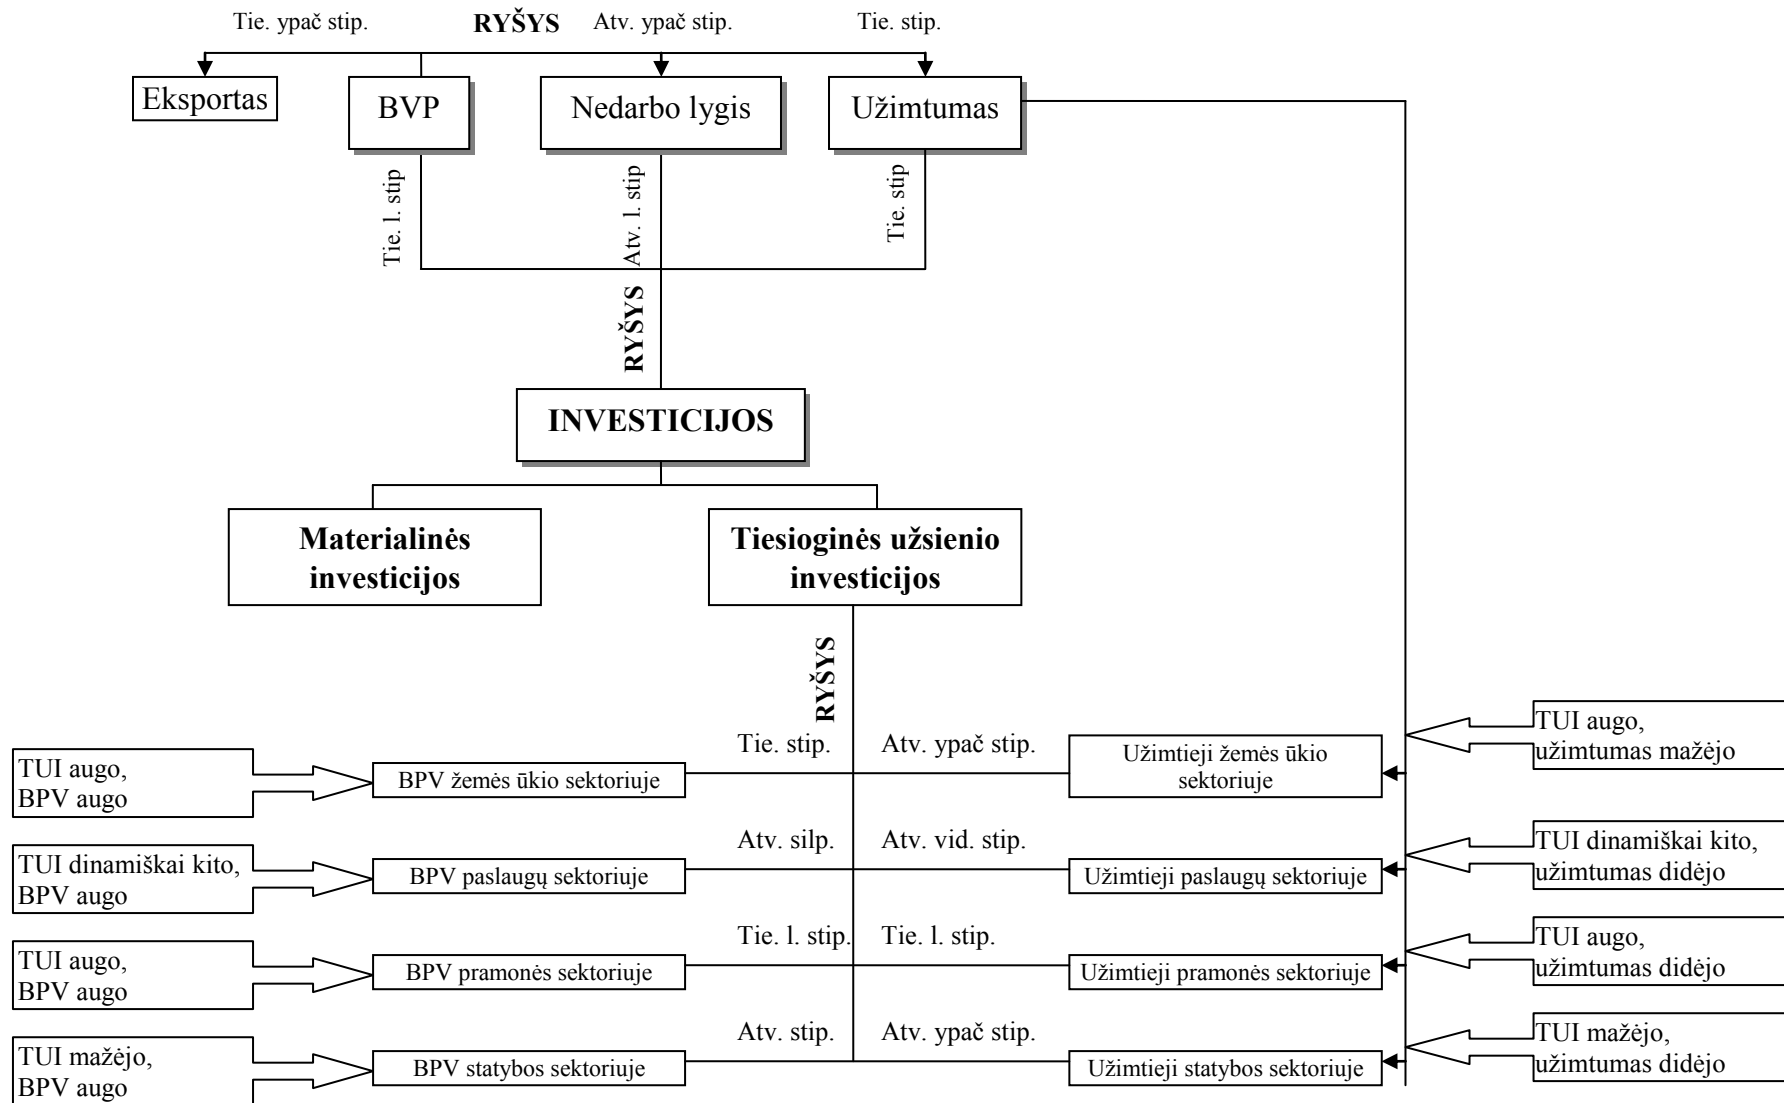 Tie. ypač stip.
RYŠYS
Atv. ypač stip.
Tie. stip.
Eksportas
BVP
Nedarbo lygis
Užimtumas
Tie. l. stip
Atv. l. stip
Tie. stip
RYŠYS
INVESTICIJOS
Materialinės
investicijos
Tiesioginės užsienio
investicijos
RYŠYS
TUI augo,
BPV augo
BPV žemės ūkio sektoriuje
Tie. stip.
Atv. ypač stip.
Užimtieji žemės ūkio
sektoriuje
TUI augo,
užimtumas mažėjo
TUI dinamiškai kito,
BPV augo
BPV paslaugų sektoriuje
Atv. silp.
Atv. vid. stip.
Užimtieji paslaugų sektoriuje
TUI dinamiškai kito,
užimtumas didėjo
TUI augo,
BPV augo
BPV pramonės sektoriuje
Tie. l. stip.
Tie. l. stip.
Užimtieji pramonės sektoriuje
TUI augo,
užimtumas didėjo
TUI mažėjo,
BPV augo
BPV statybos sektoriuje
Atv. stip.
Atv. ypač stip.
Užimtieji statybos sektoriuje
TUI mažėjo,
užimtumas didėjo